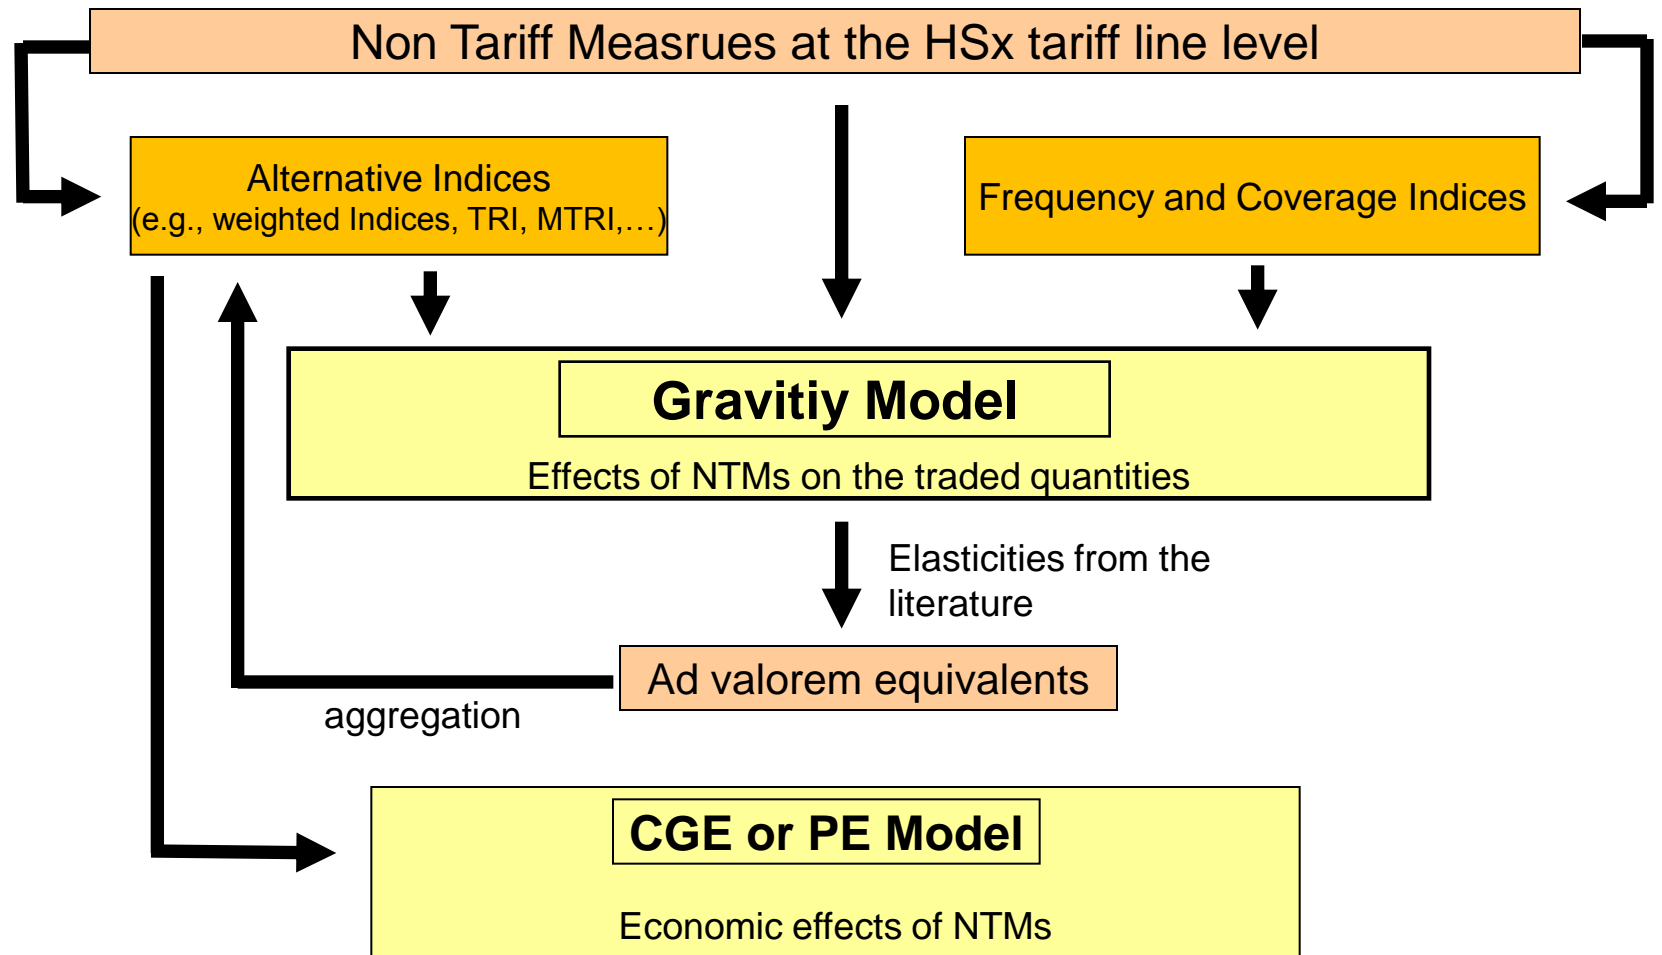 Non Tariff Measrues at the HSx tariff line level
Alternative Indices
(e.g., weighted Indices, TRI, MTRI,…)
Frequency and Coverage Indices
Gravitiy Model
Effects of NTMs on the traded quantities
Elasticities from the
literature
Ad valorem equivalents
aggregation
CGE or PE Model
Economic effects of NTMs